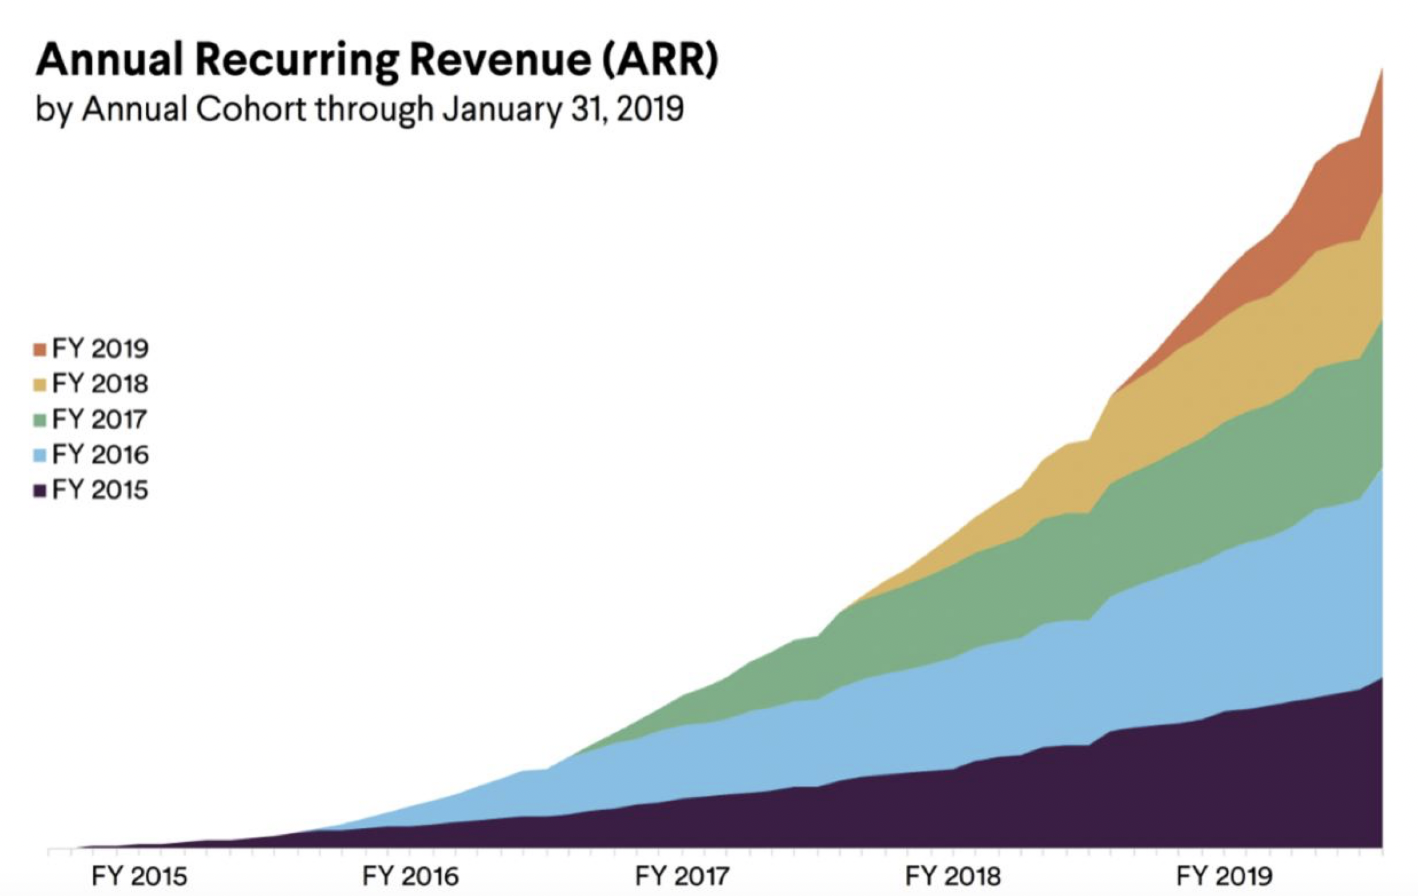 Annual Recurring Revenue (ARR)
by Annual Cohort through January 31, 2019
FY 2019
FY 2018
FY 2017
FY 2016
FY 2015
FY 2015 FY 2016 FY 2017 FY 2018 FY 2019